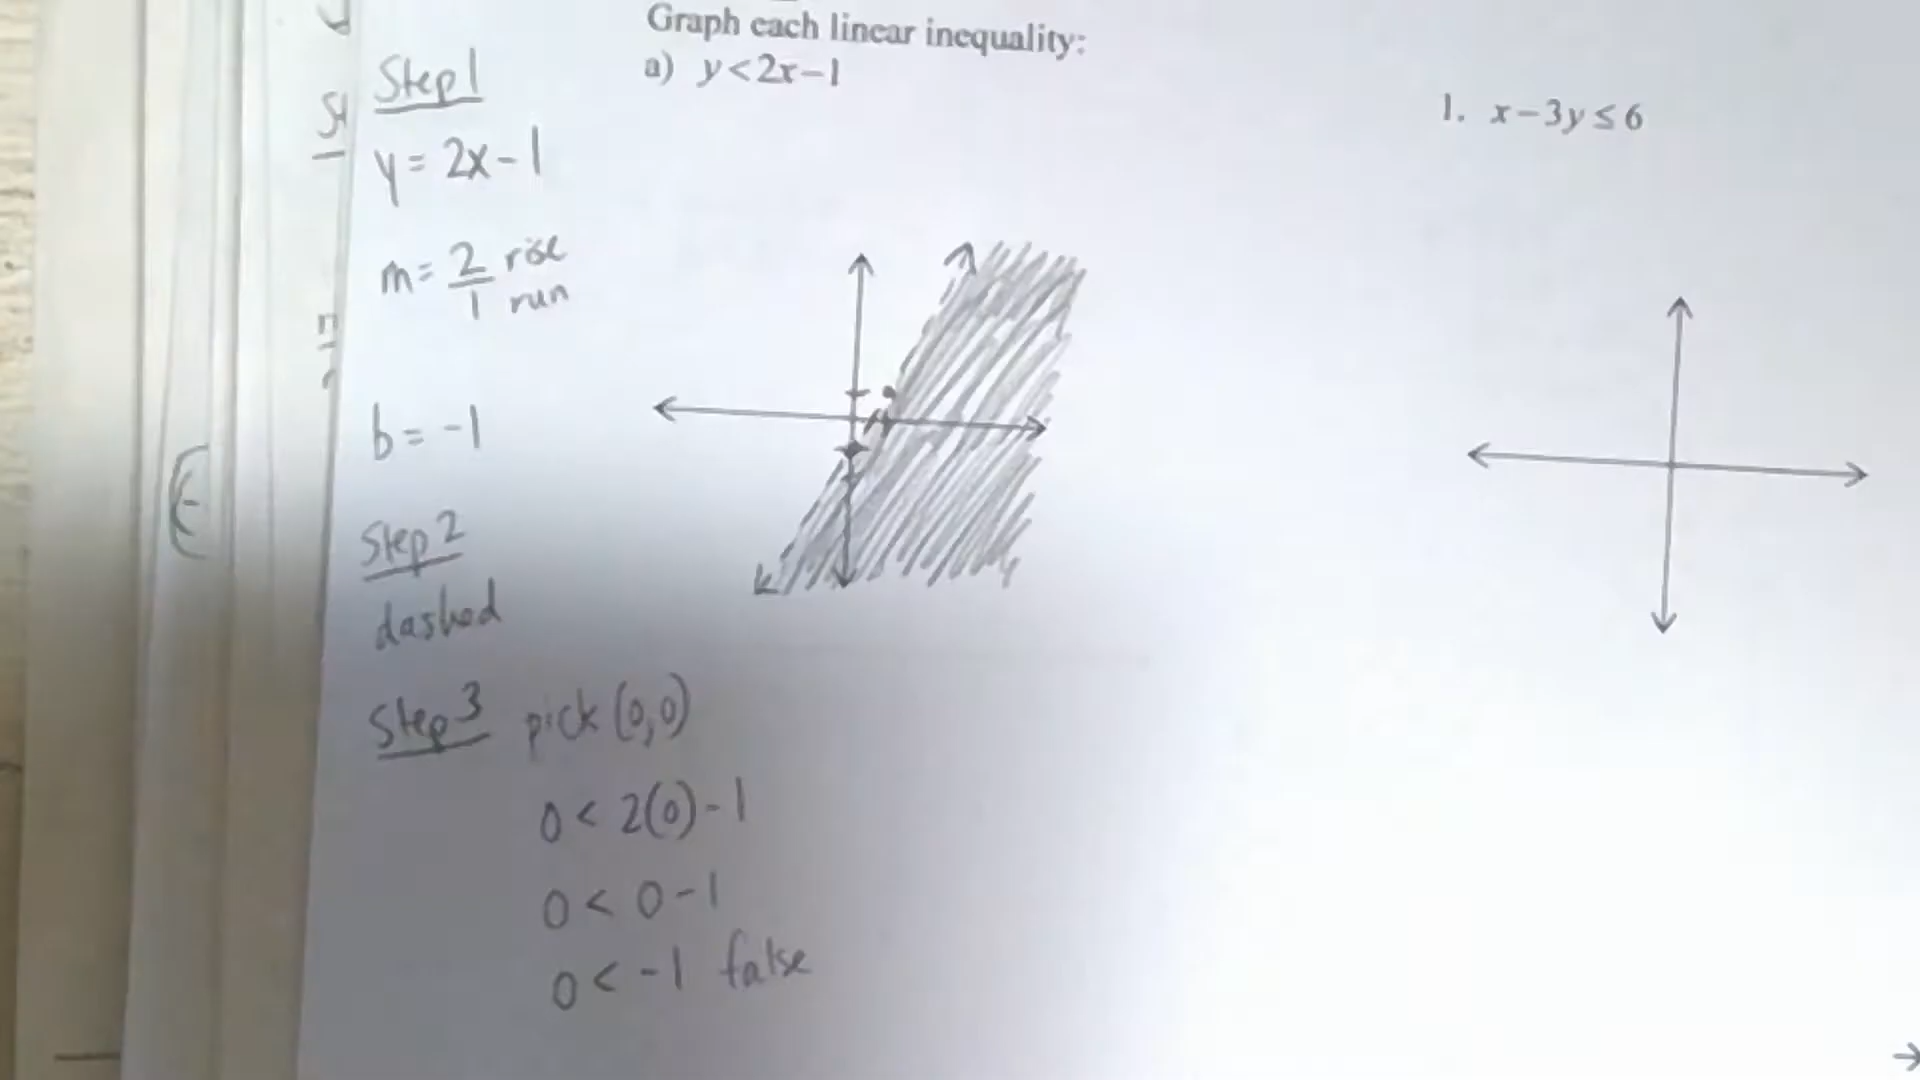 Graph each linear inequality:
a) y<2x-1
Step 1
y = 2x - 1
m = 2/1 rise/run
b = -1
Step 2
dashed
Step 3 pick (0,0)
0 < 2(0) - 1
0 < 0 - 1
0 < -1 false
1. x-3y≤6